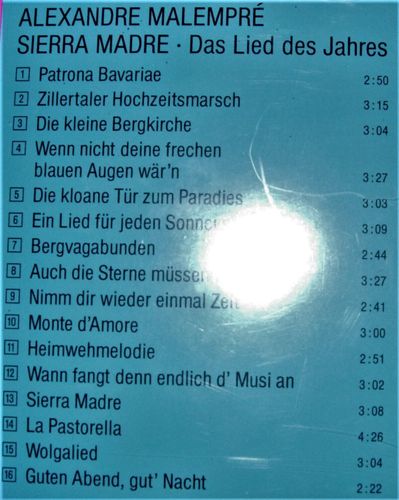 ALEXANDRE MALEMPRÉ
SIERRA MADRE · Das Lied des Jahres
1 Patrona Bavariae 2:50
2 Zillertaler Hochzeitsmarsch 3:15
3 Die kleine Bergkirche 3:04
4 Wenn nicht deine frechen
blauen Augen wär'n 3:27
5 Die kloane Tür zum Paradies 3:03
6 Ein Lied für jeden 3:09
7 Bergvagabunden 2:44
8 Auch die Sterne müssen 3:27
9 Nimm dir wieder einmal Zeit 2:41
10 Monte d'Amore 3:00
11 Heimwehmelodie 2:51
12 Wann fangt denn endlich d' Musi an 3:02
13 Sierra Madre 3:08
14 La Pastorella 4:26
15 Wolgalied 3:04
16 Guten Abend, gut' Nacht 2:22